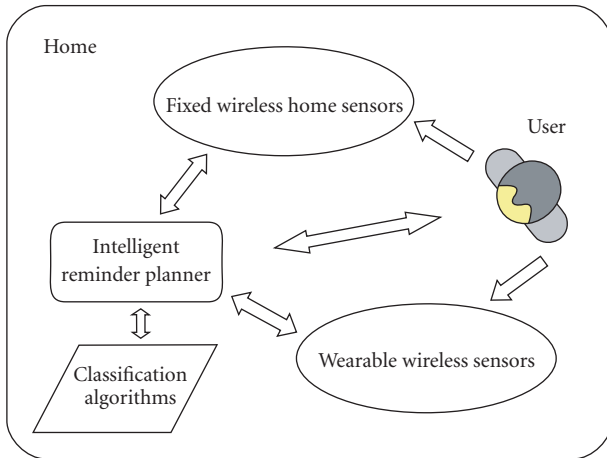 Home
Fixed wireless home sensors
User
Intelligent
reminder planner
Wearable wireless sensors
Classification
algorithms